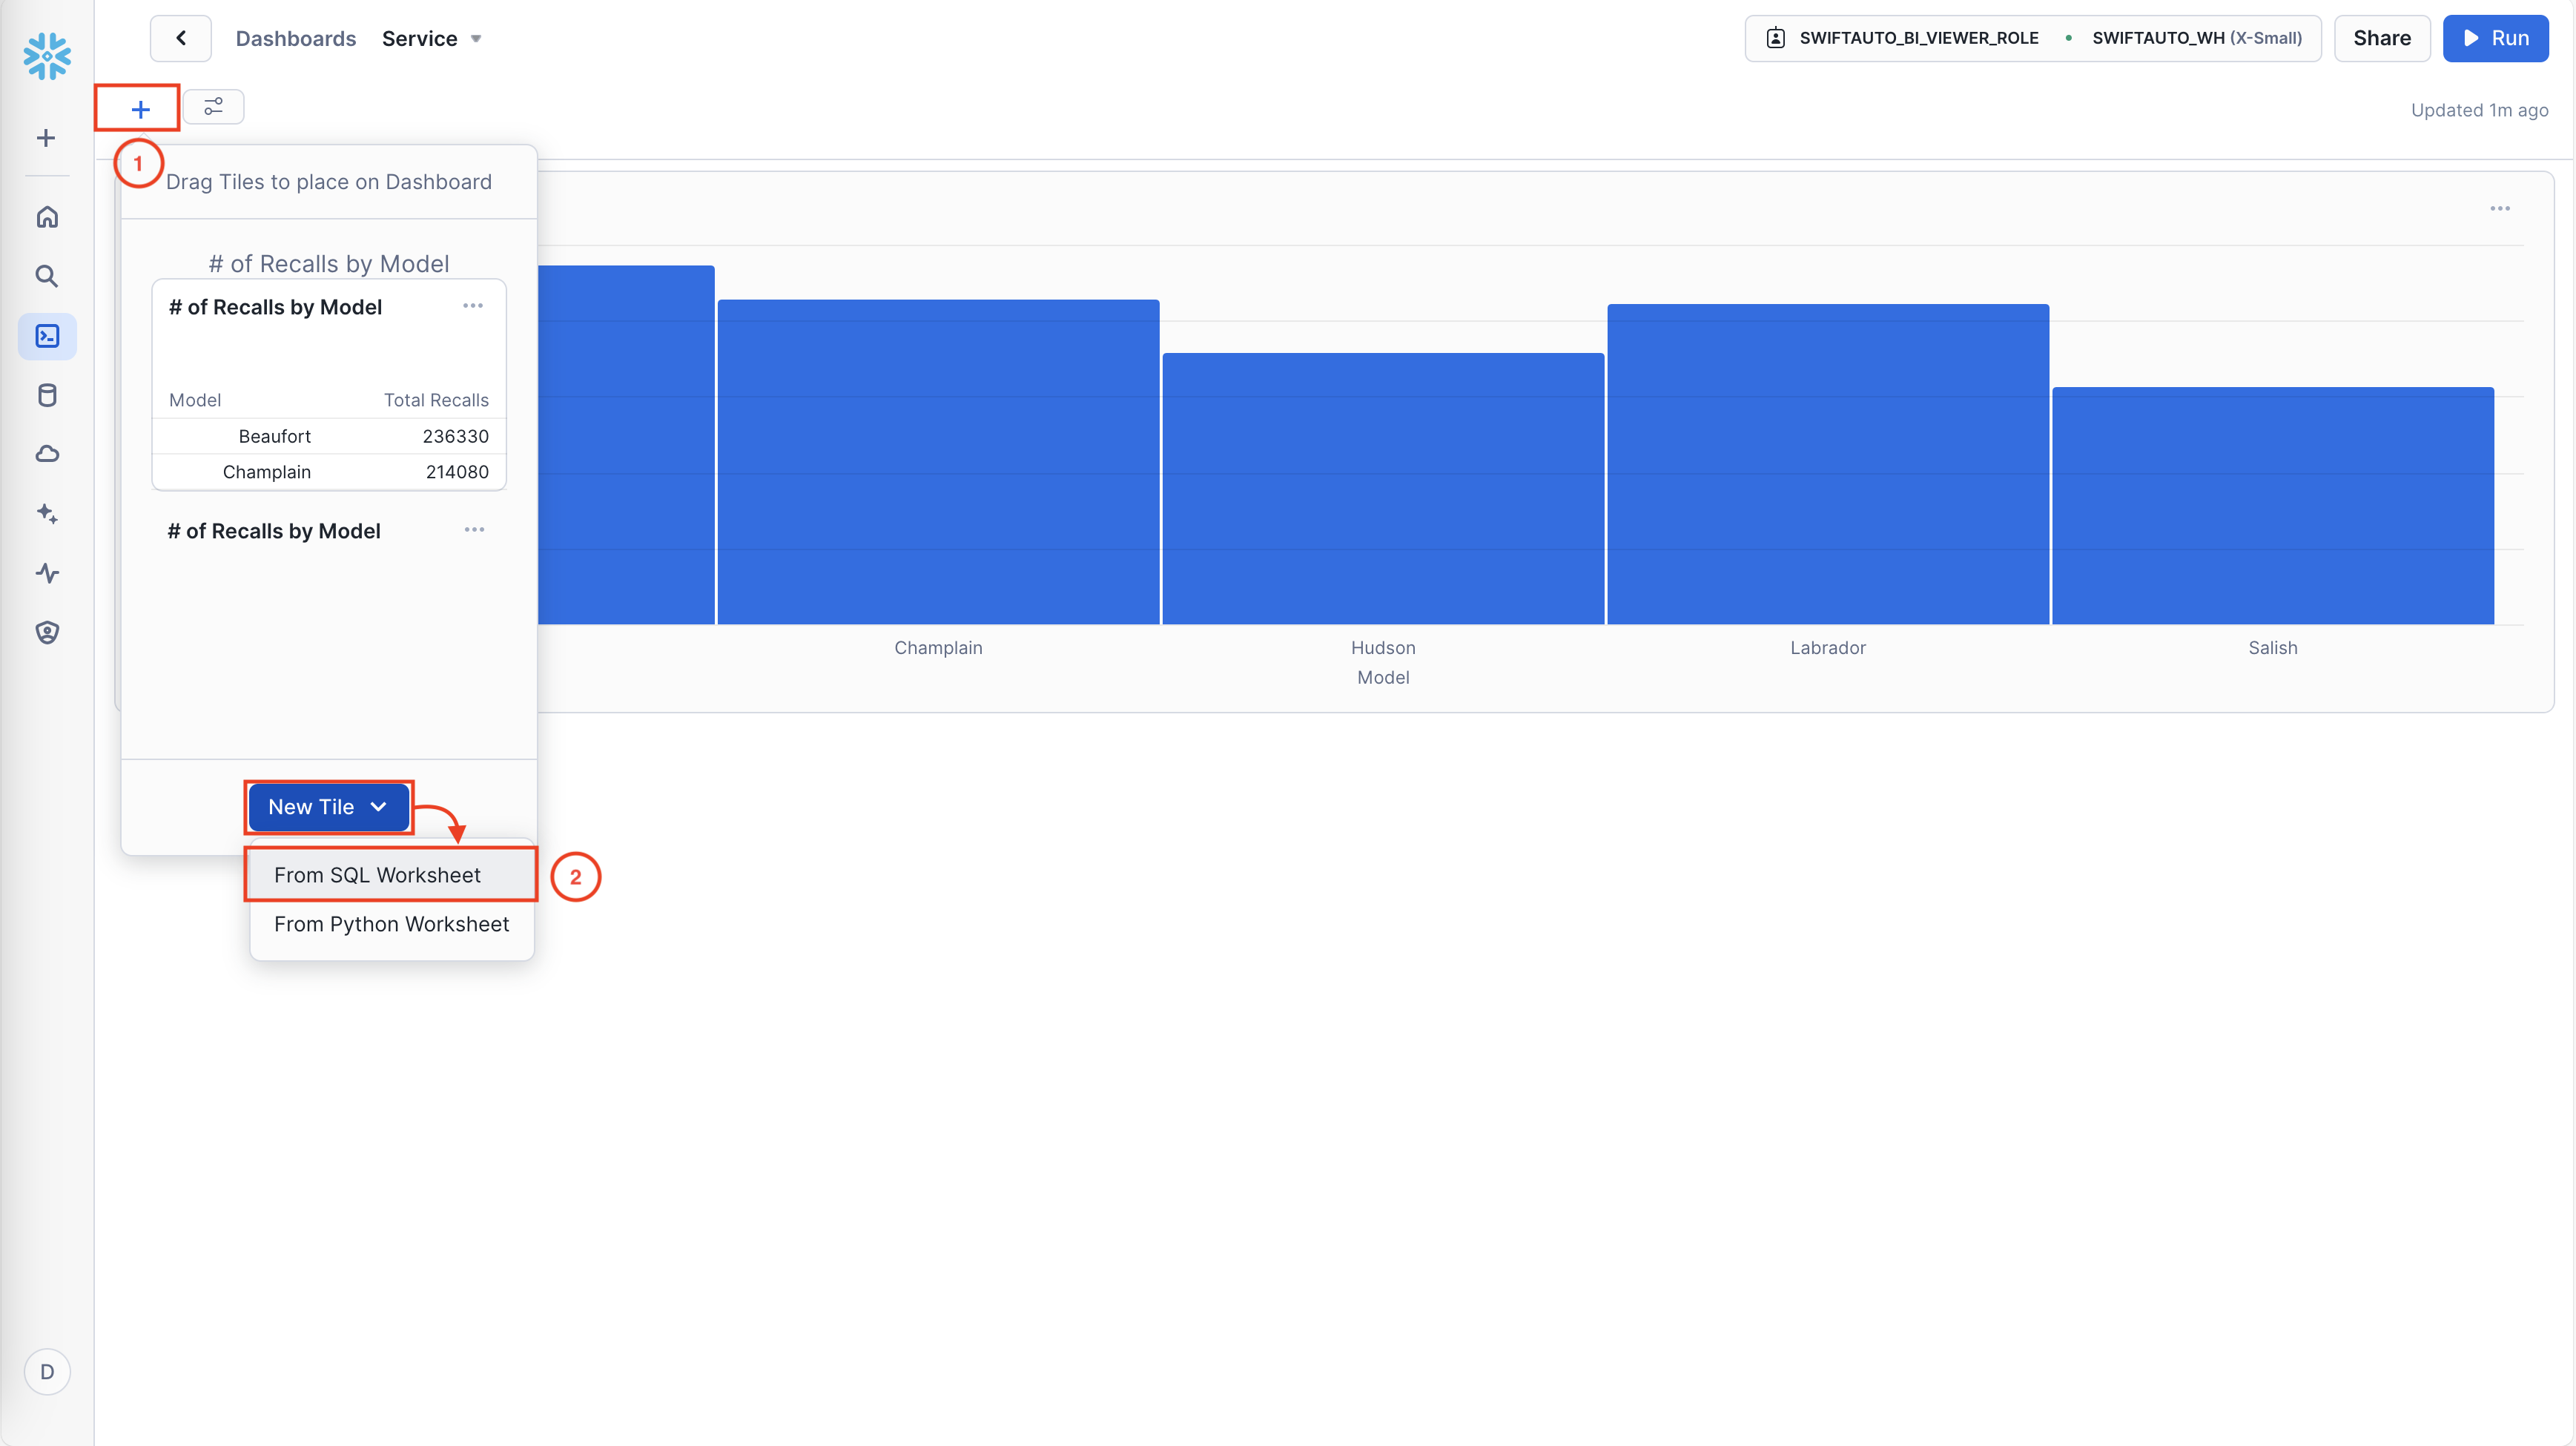 Dashboards Service SWIFTAUTO_BI_VIEWER_ROLE • SWIFTAUTO_WH (X-Small) Share Run
Updated 1m ago
1
Drag Tiles to place on Dashboard
# of Recalls by Model
# of Recalls by Model
Model Total Recalls
Beaufort 236330
Champlain 214080
# of Recalls by Model
Champlain Hudson Labrador Salish
Model
New Tile
From SQL Worksheet
2
From Python Worksheet
D